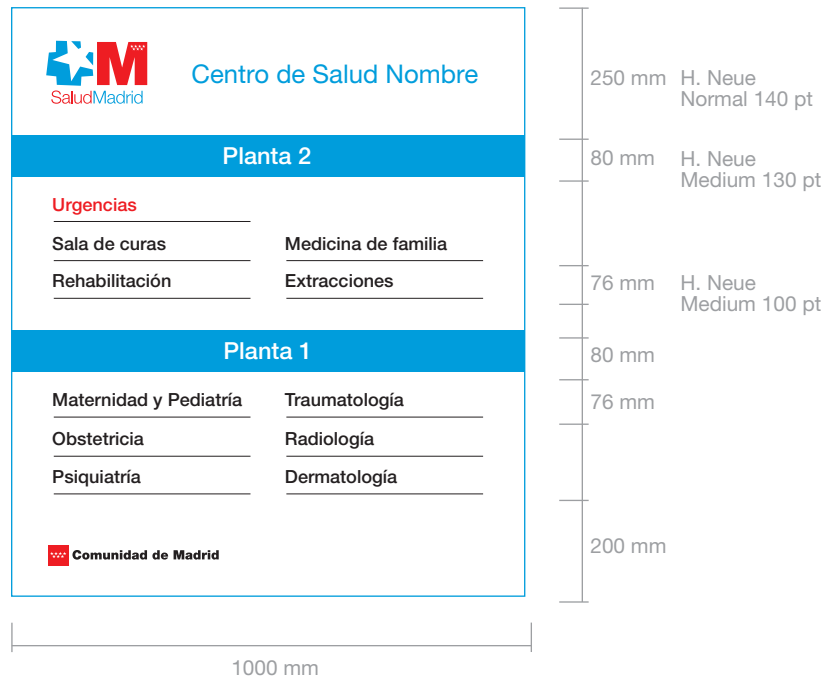 M
SaludMadrid
Centro de Salud Nombre
Planta 2
Urgencias
Sala de curas
Medicina de familia
Rehabilitación
Extracciones
Planta 1
Maternidad y Pediatría
Traumatología
Obstetricia
Radiología
Psiquiatría
Dermatología
Comunidad de Madrid
250 mm H. Neue
Normal 140 pt
80 mm H. Neue
Medium 130 pt
76 mm H. Neue
Medium 100 pt
80 mm
76 mm
200 mm
1000 mm